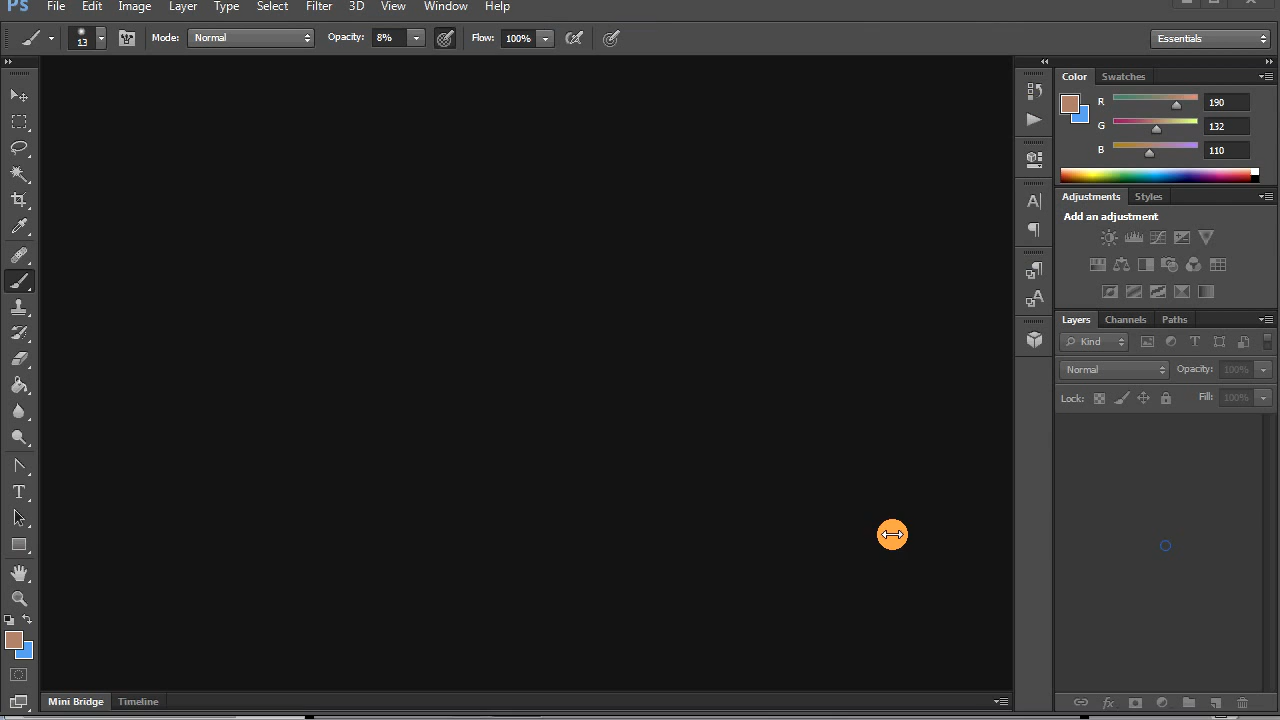 Ps File Edit Image Layer Type Select Filter 3D View Window Help
13 Mode: Normal Opacity: 8% Flow: 100% Essentials
Color Swatches
R 190
G 132
B 110
Adjustments Styles
Add an adjustment
Layers Channels Paths
Kind
Normal Opacity: 100%
Lock: Fill: 100%
Mini Bridge Timeline